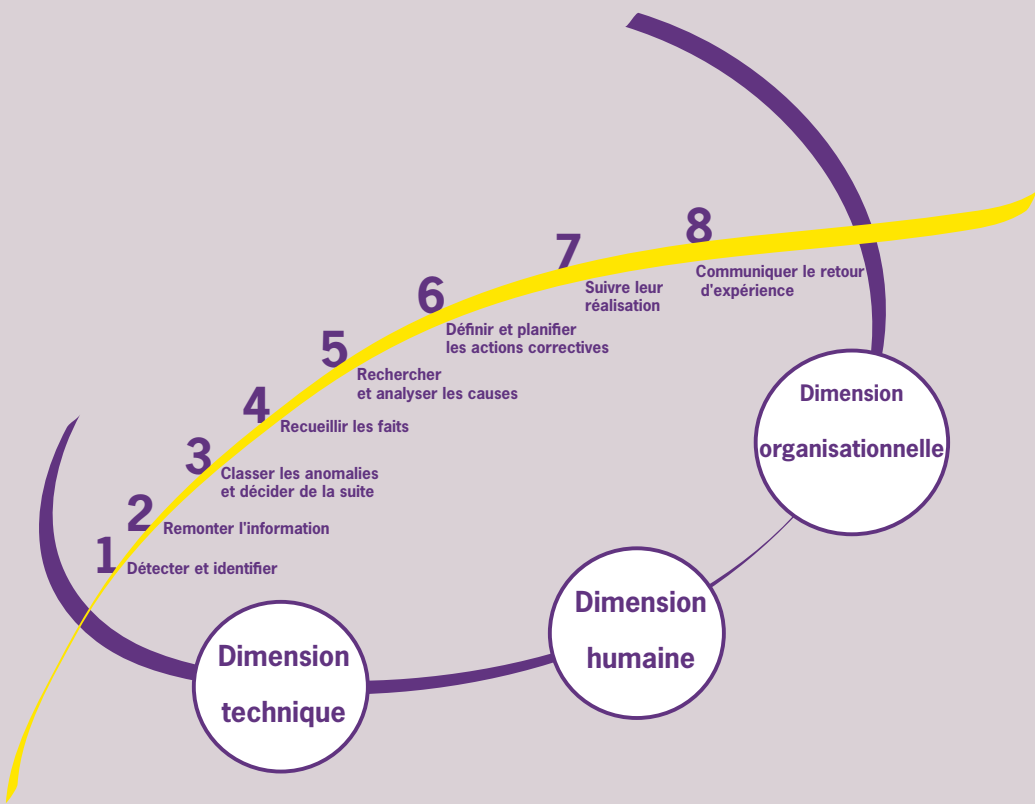 1
Détecter et identifier
2
Remonter l'information
3
Classer les anomalies
et décider de la suite
4
Recueillir les faits
5
Rechercher
et analyser les causes
6
Définir et planifier
les actions correctives
7
Suivre leur
réalisation
8
Communiquer le retour
d'expérience
Dimension
technique
Dimension
humaine
Dimension
organisationnelle